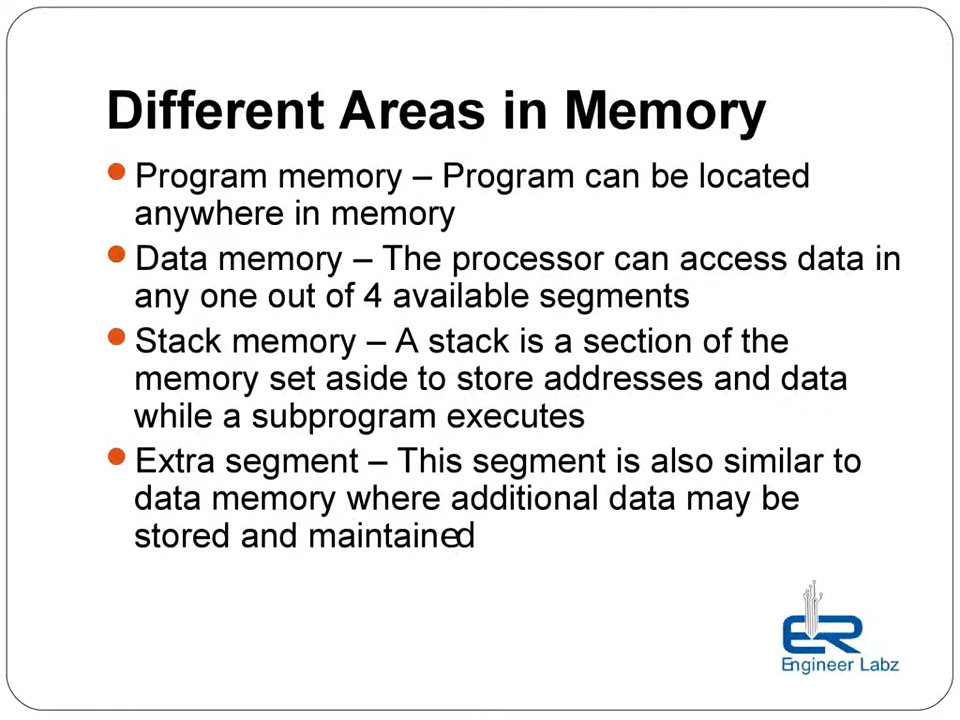 Different Areas in Memory
Program memory – Program can be located
anywhere in memory
Data memory – The processor can access data in
any one out of 4 available segments
Stack memory – A stack is a section of the
memory set aside to store addresses and data
while a subprogram executes
Extra segment – This segment is also similar to
data memory where additional data may be
stored and maintained
ER
Engineer Labz